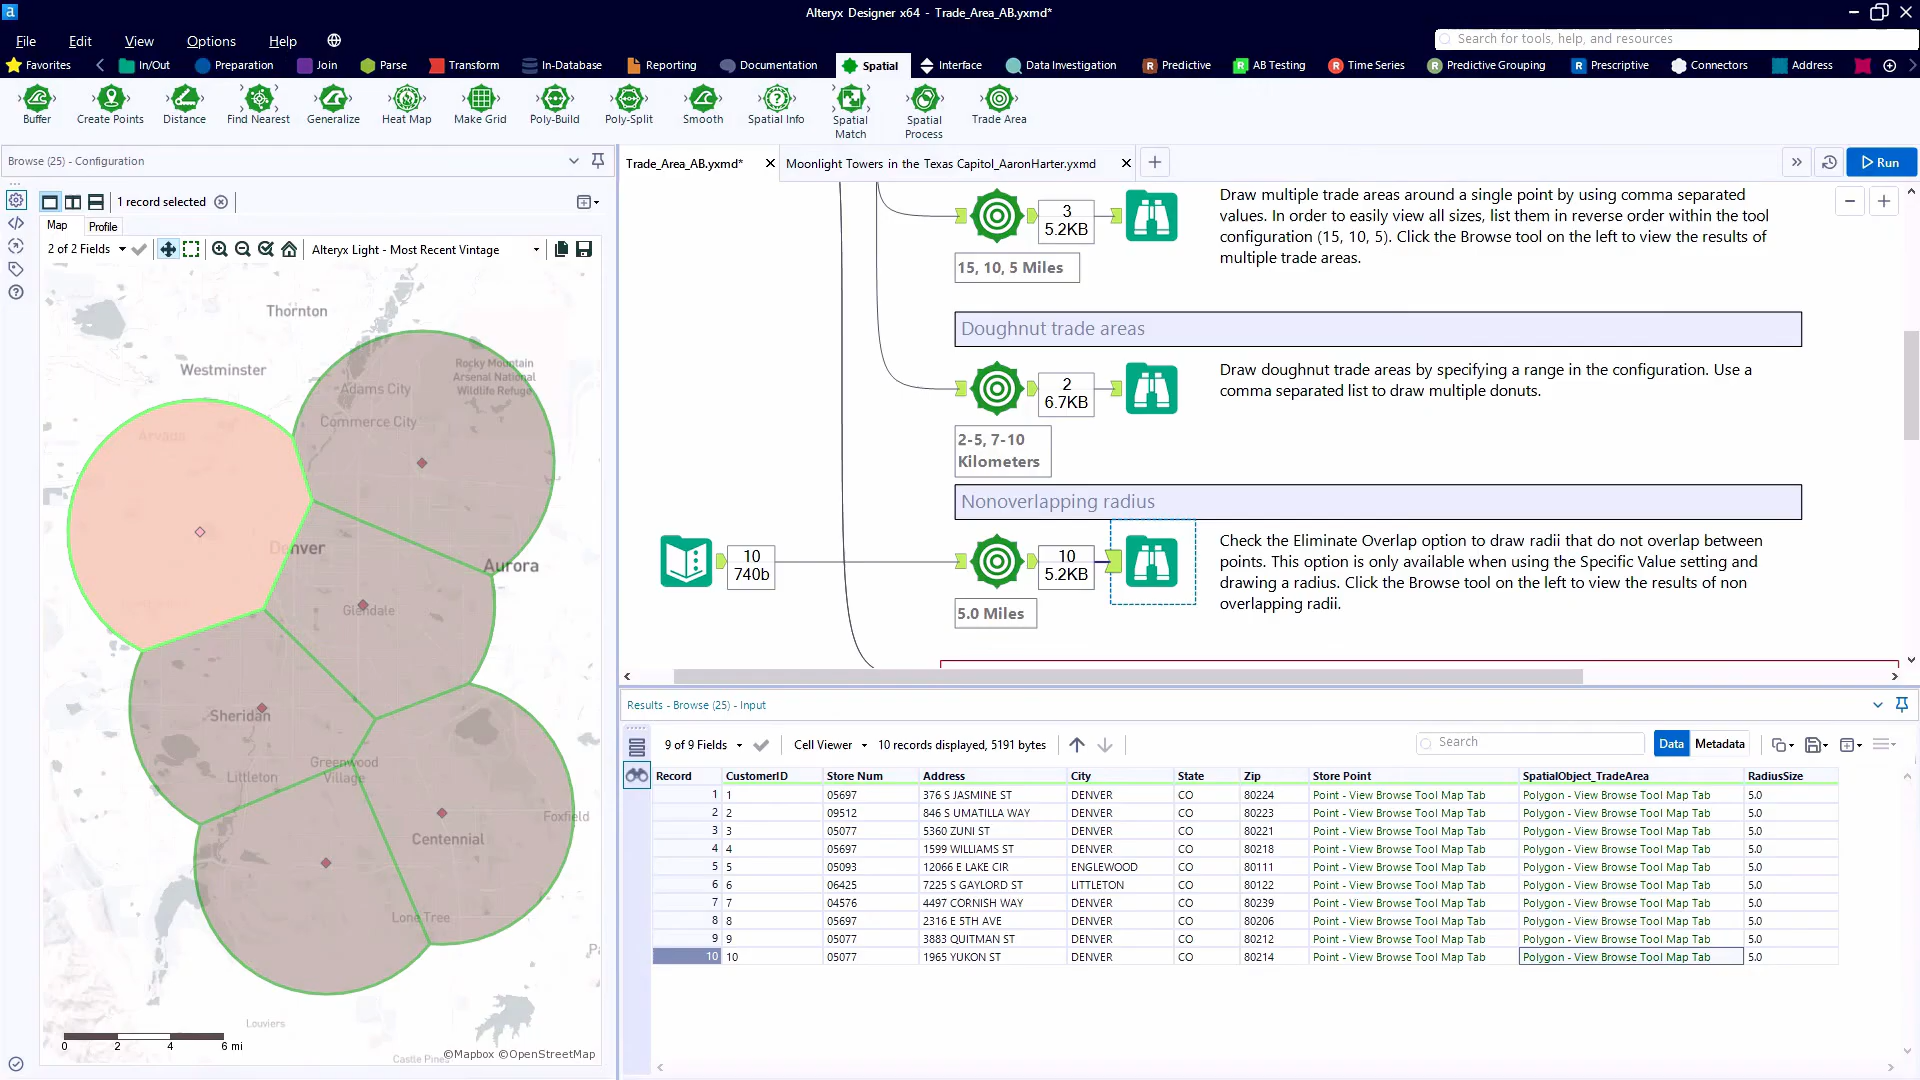 Alteryx Designer x64 - Trade_Area_AB.yxmd*
File Edit View Options Help
Search for tools, help, and resources
Favorites In/Out Preparation Join Parse Transform In-Database Reporting Documentation Spatial Interface Data Investigation Predictive AB Testing Time Series Predictive Grouping Prescriptive Connectors Address
Buffer Create Points Distance Find Nearest Generalize Heat Map Make Grid Poly-Build Poly-Split Smooth Spatial Info Spatial Match Spatial Process Trade Area
Browse (25) - Configuration
1 record selected
Map Profile
2 of 2 Fields
Alteryx Light - Most Recent Vintage
Thornton
Westminster
Rocky Mountain
Arsenal National
Wildlife Refuge
Adams City
Commerce City
Arvada
Denver
Aurora
Glendale
Sheridan
Greenwood
Village
Littleton
Foxfield
Centennial
Lone Tree
Pa
Louviers
Castle Pines
0 2 4 6 mi
©Mapbox ©OpenStreetMap
Trade_Area_AB.yxmd*
Moonlight Towers in the Texas Capitol_AaronHarter.yxmd
Run
3
5.2KB
15, 10, 5 Miles
Draw multiple trade areas around a single point by using comma separated
values. In order to easily view all sizes, list them in reverse order within the tool
configuration (15, 10, 5). Click the Browse tool on the left to view the results of
multiple trade areas.
Doughnut trade areas
2
6.7KB
2-5, 7-10
Kilometers
Draw doughnut trade areas by specifying a range in the configuration. Use a
comma separated list to draw multiple donuts.
Nonoverlapping radius
10
740b
10
5.2KB
5.0 Miles
Check the Eliminate Overlap option to draw radii that do not overlap between
points. This option is only available when using the Specific Value setting and
drawing a radius. Click the Browse tool on the left to view the results of non
overlapping radii.
Results - Browse (25) - Input
9 of 9 Fields Cell Viewer 10 records displayed, 5191 bytes Search Data Metadata
Record CustomerID Store Num Address City State Zip Store Point SpatialObject_TradeArea RadiusSize
1 1 05697 376 S JASMINE ST DENVER CO 80224 Point - View Browse Tool Map Tab Polygon - View Browse Tool Map Tab 5.0
2 2 09512 846 S UMATILLA WAY DENVER CO 80223 Point - View Browse Tool Map Tab Polygon - View Browse Tool Map Tab 5.0
3 3 05077 5360 ZUNI ST DENVER CO 80221 Point - View Browse Tool Map Tab Polygon - View Browse Tool Map Tab 5.0
4 4 05697 1599 WILLIAMS ST DENVER CO 80218 Point - View Browse Tool Map Tab Polygon - View Browse Tool Map Tab 5.0
5 5 05093 12066 E LAKE CIR ENGLEWOOD CO 80111 Point - View Browse Tool Map Tab Polygon - View Browse Tool Map Tab 5.0
6 6 06425 7225 S GAYLORD ST LITTLETON CO 80122 Point - View Browse Tool Map Tab Polygon - View Browse Tool Map Tab 5.0
7 7 04576 4497 CORNISH WAY DENVER CO 80239 Point - View Browse Tool Map Tab Polygon - View Browse Tool Map Tab 5.0
8 8 05697 2316 E 5TH AVE DENVER CO 80206 Point - View Browse Tool Map Tab Polygon - View Browse Tool Map Tab 5.0
9 9 05077 3883 QUITMAN ST DENVER CO 80212 Point - View Browse Tool Map Tab Polygon - View Browse Tool Map Tab 5.0
10 10 05077 1965 YUKON ST DENVER CO 80214 Point - View Browse Tool Map Tab Polygon - View Browse Tool Map Tab 5.0